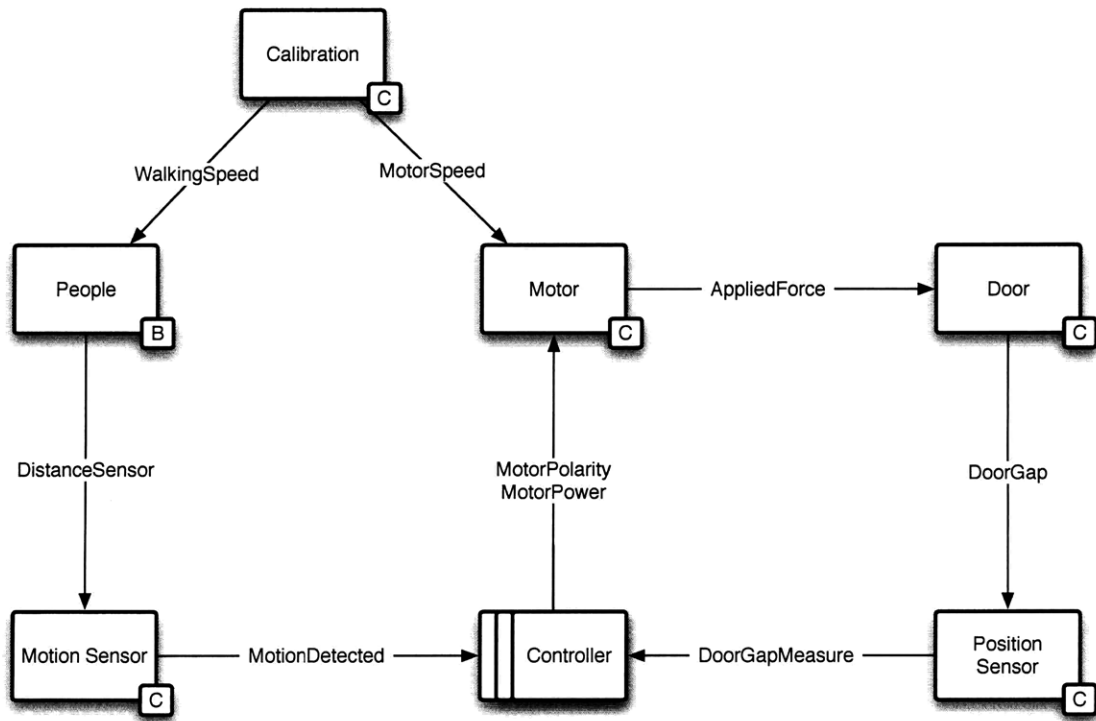 Calibration
C
WalkingSpeed
MotorSpeed
People
B
Motor
C
AppliedForce
Door
C
DistanceSensor
MotorPolarity
MotorPower
DoorGap
Motion Sensor
C
MotionDetected
Controller
DoorGapMeasure
Position
Sensor
C